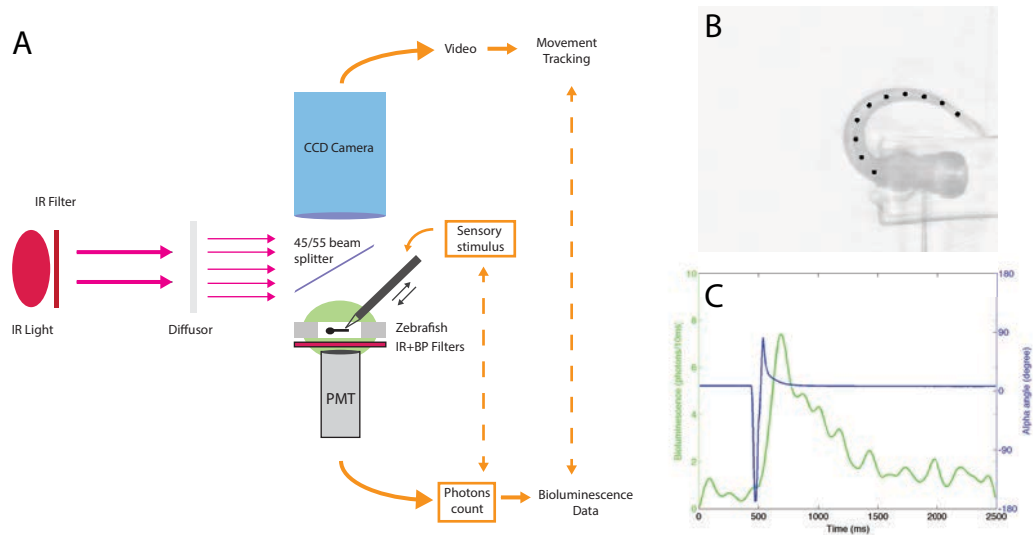 A
Video
Movement
Tracking
CCD Camera
IR Filter
45/55 beam
splitter
Sensory
stimulus
IR Light
Diffusor
Zebrafish
IR+BP Filters
PMT
Photons
count
Bioluminescence
Data
B
C
Bioluminescence (photons/10ms)
10
8
6
4
2
0
180
90
0
-90
-180
Alpha angle (degree)
0
500
1000
1500
2000
2500
Time (ms)